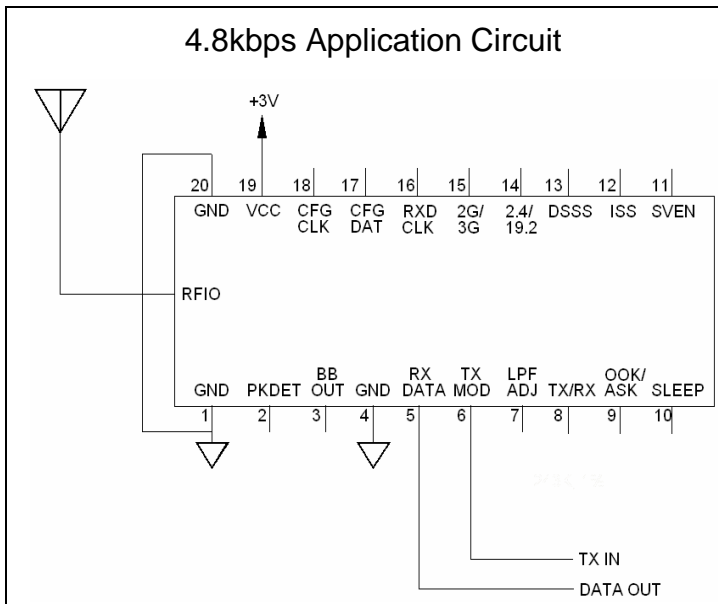 4.8kbps Application Circuit
+3V
20 19 18 17 16 15 14 13 12 11
GND VCC CFG CFG RXD 2G/ 2.4/ DSSS ISS SVEN
CLK DAT CLK 3G 19.2
RFIO
BB RX TX LPF OOK/
GND PKDET OUT GND DATA MOD ADJ TX/RX ASK SLEEP
1 2 3 4 5 6 7 8 9 10
TX IN
DATA OUT